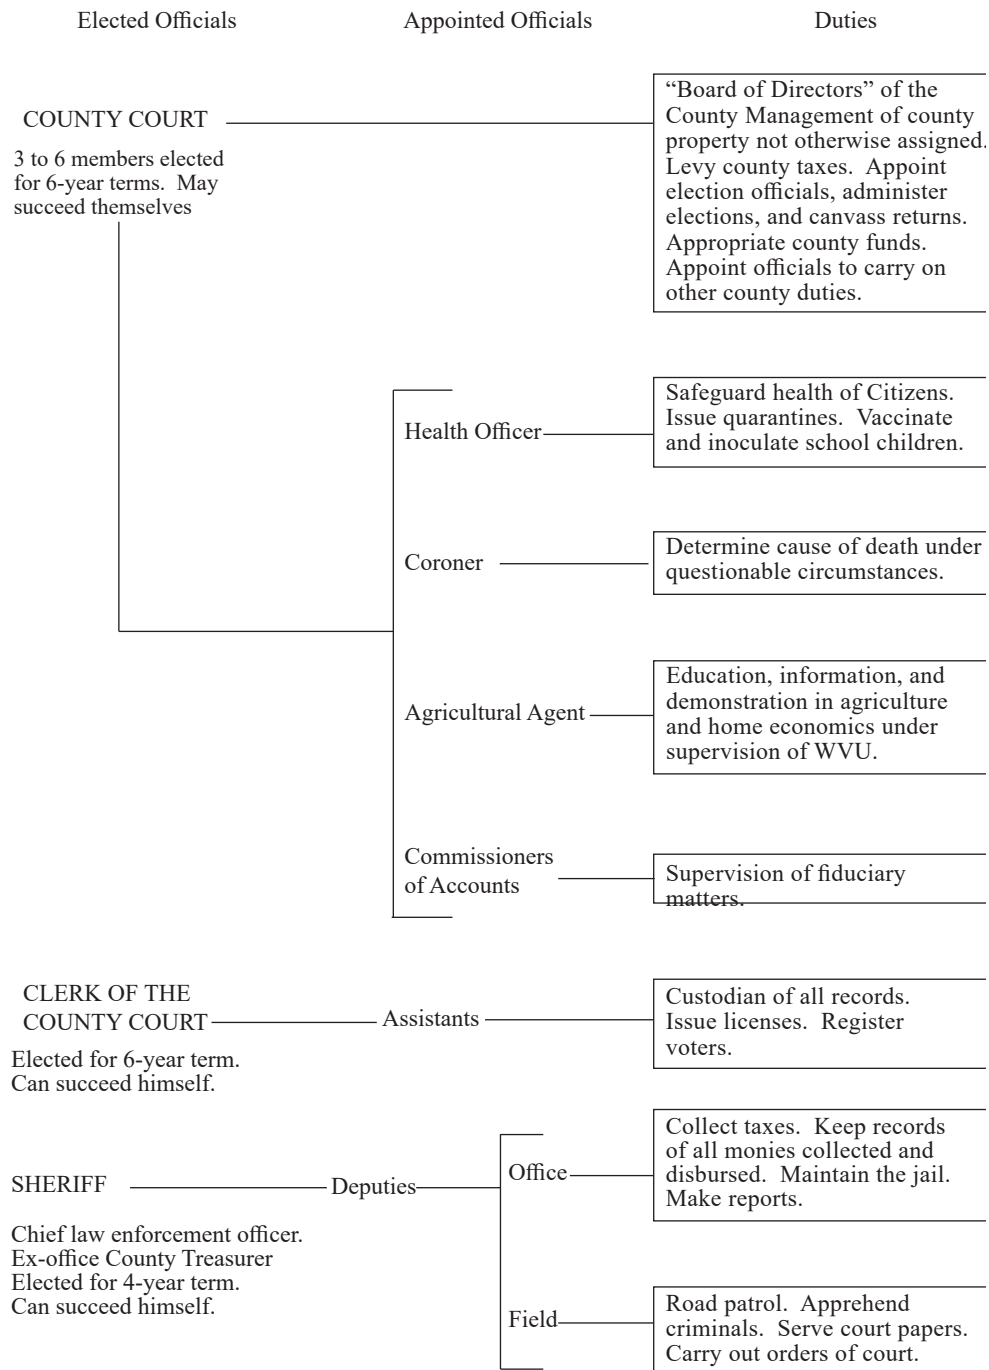 Elected Officials
Appointed Officials
Duties
COUNTY COURT
3 to 6 members elected
for 6-year terms.  May
succeed themselves
“Board of Directors” of the
County Management of county
property not otherwise assigned.
Levy county taxes.  Appoint
election officials, administer
elections, and canvass returns.
Appropriate county funds.
Appoint officials to carry on
other county duties.
Health Officer
Safeguard health of Citizens.
Issue quarantines.  Vaccinate
and inoculate school children.
Coroner
Determine cause of death under
questionable circumstances.
Agricultural Agent
Education, information, and
demonstration in agriculture
and home economics under
supervision of WVU.
Commissioners
of Accounts
Supervision of fiduciary
matters.
CLERK OF THE
COUNTY COURT
Elected for 6-year term.
Can succeed himself.
Assistants
Custodian of all records.
Issue licenses.  Register
voters.
SHERIFF
Chief law enforcement officer.
Ex-office County Treasurer
Elected for 4-year term.
Can succeed himself.
Deputies
Office
Collect taxes.  Keep records
of all monies collected and
disbursed.  Maintain the jail.
Make reports.
Field
Road patrol.  Apprehend
criminals.  Serve court papers.
Carry out orders of court.